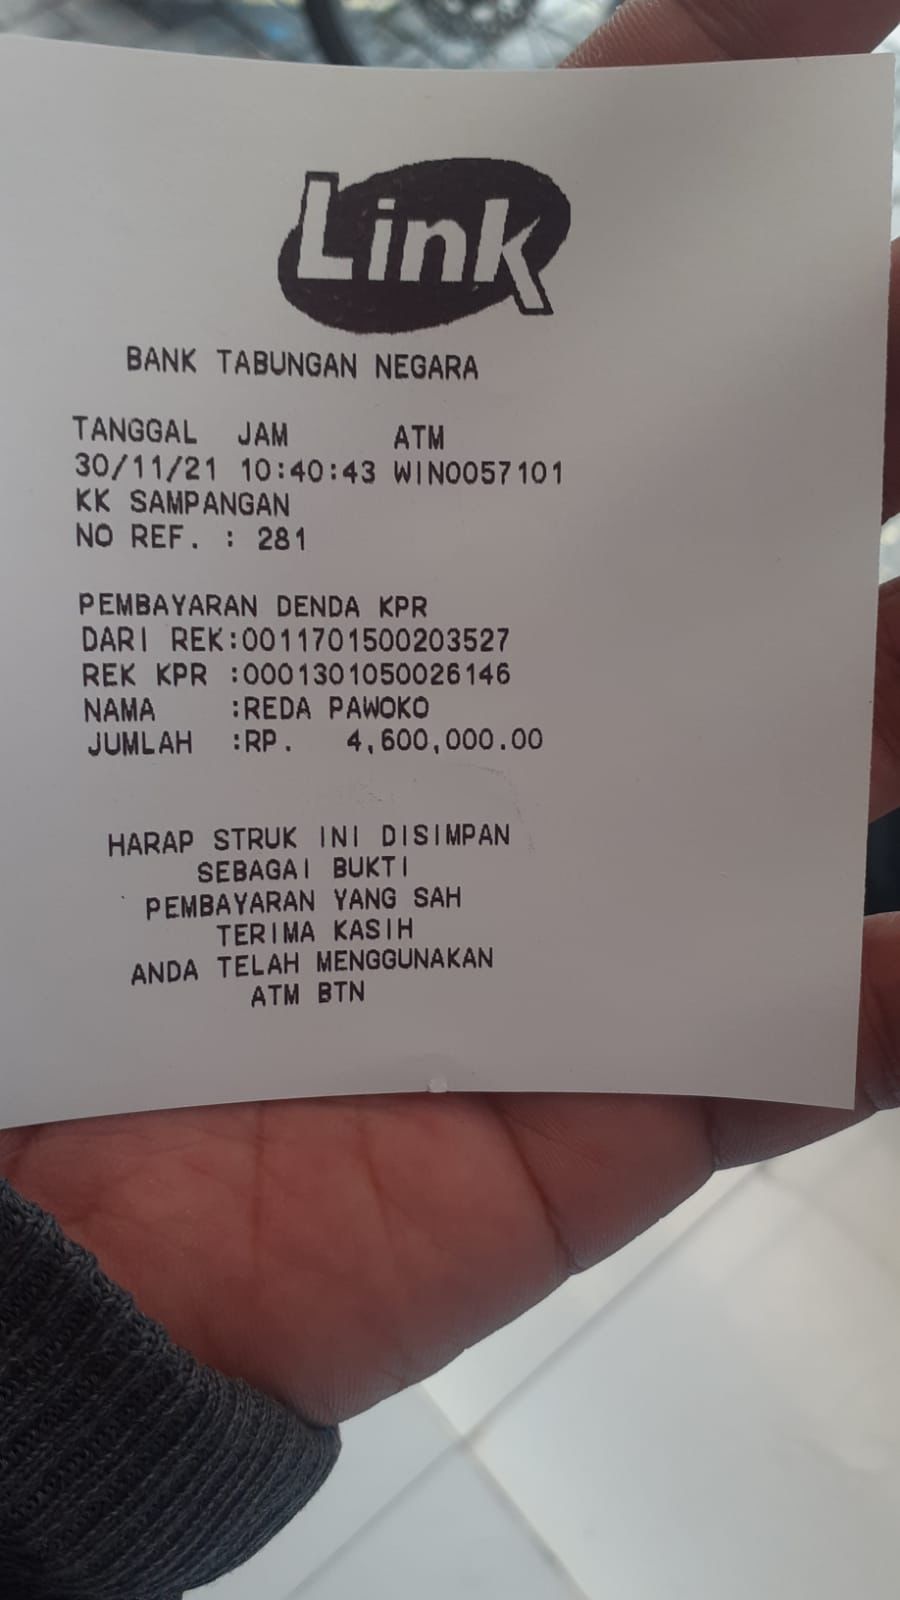 Link
BANK TABUNGAN NEGARA
TANGGAL JAM ATM
30/11/21 10:40:43 WIN0057101
KK SAMPANGAN
NO REF. : 281
PEMBAYARAN DENDA KPR
DARI REK:0011701500203527
REK KPR :0001301050026146
NAMA :REDA PAWOKO
JUMLAH :RP. 4,600,000.00
HARAP STRUK INI DISIMPAN
SEBAGAI BUKTI
PEMBAYARAN YANG SAH
TERIMA KASIH
ANDA TELAH MENGGUNAKAN
ATM BTN